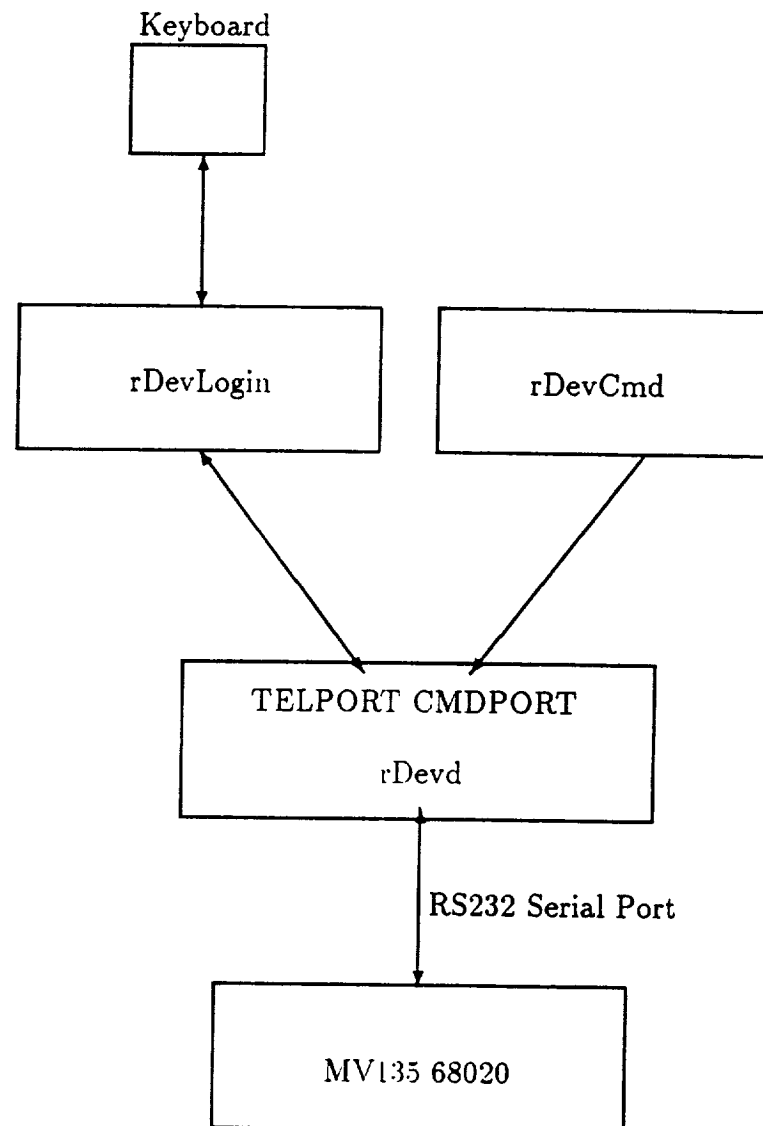 Keyboard
rDevLogin
rDevCmd
TELPORT CMDPORT
rDevd
RS232 Serial Port
MV135 68020